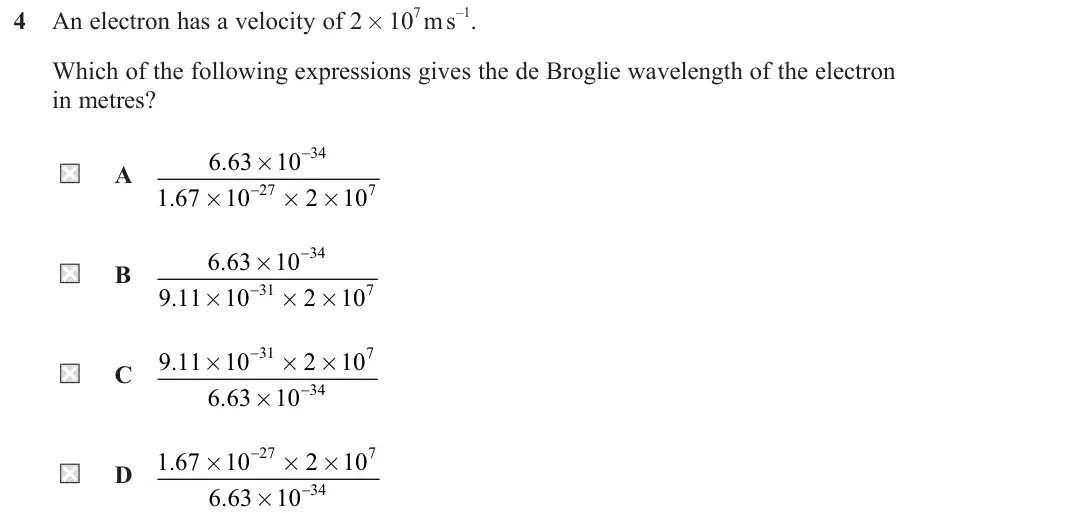 4 An electron has a velocity of 2 × 10⁷ m s⁻¹.
Which of the following expressions gives the de Broglie wavelength of the electron
in metres?
A 6.63 × 10⁻³⁴
1.67 × 10⁻²⁷ × 2 × 10⁷
B 6.63 × 10⁻³⁴
9.11 × 10⁻³¹ × 2 × 10⁷
C 9.11 × 10⁻³¹ × 2 × 10⁷
6.63 × 10⁻³⁴
D 1.67 × 10⁻²⁷ × 2 × 10⁷
6.63 × 10⁻³⁴